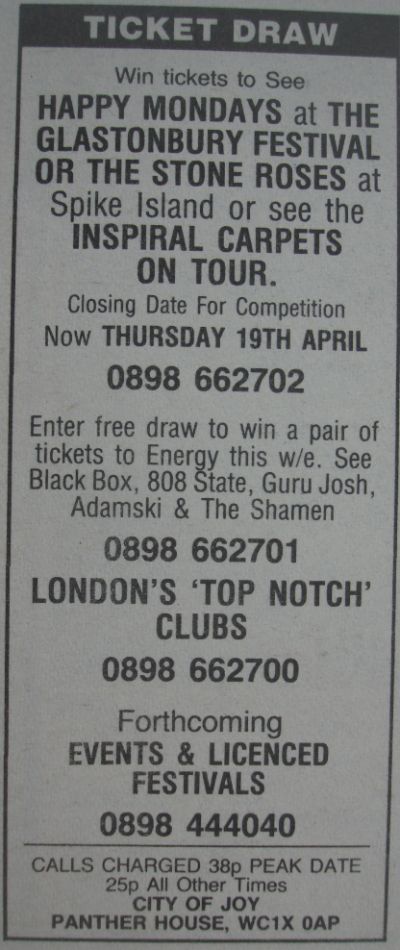 TICKET DRAW
Win tickets to See
HAPPY MONDAYS at THE
GLASTONBURY FESTIVAL
OR THE STONE ROSES at
Spike Island or see the
INSPIRAL CARPETS
ON TOUR.
Closing Date For Competition
Now THURSDAY 19TH APRIL
0898 662702
Enter free draw to win a pair of
tickets to Energy this w/e. See
Black Box, 808 State, Guru Josh,
Adamski & The Shamen
0898 662701
LONDON'S 'TOP NOTCH'
CLUBS
0898 662700
Forthcoming
EVENTS & LICENCED
FESTIVALS
0898 444040
CALLS CHARGED 38p PEAK DATE
25p All Other Times
CITY OF JOY
PANTHER HOUSE, WC1X 0AP